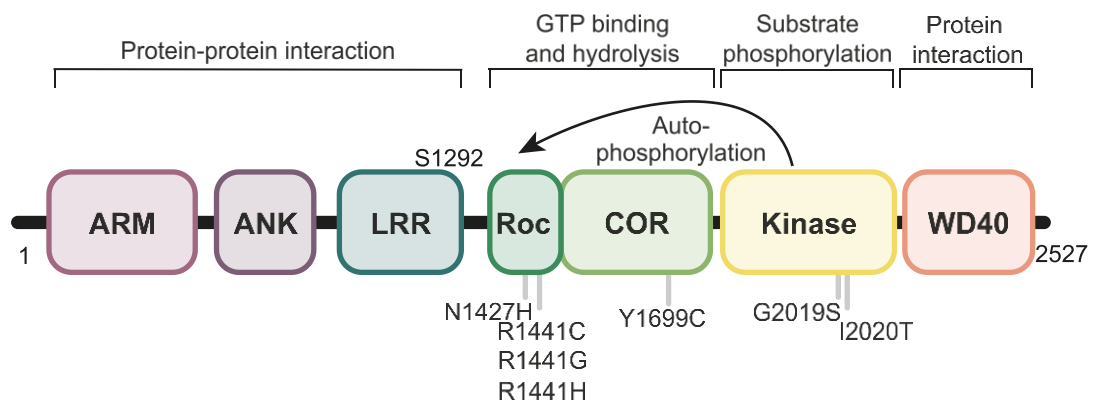 Protein-protein interaction
GTP binding
and hydrolysis
Substrate
phosphorylation
Protein
interaction
Auto-
phosphorylation
S1292
ARM
ANK
LRR
Roc
COR
Kinase
WD40
1
2527
N1427H
R1441C
R1441G
R1441H
Y1699C
G2019S
I2020T